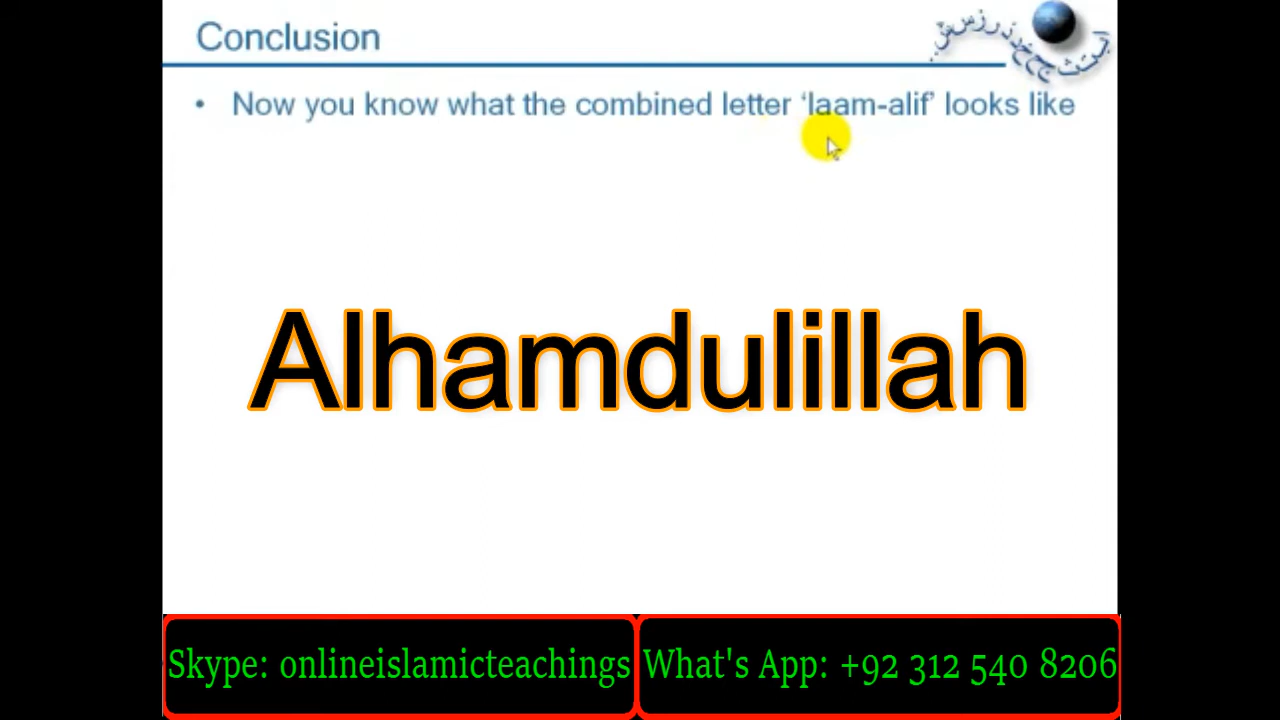 Conclusion
• Now you know what the combined letter ‘laam-alif’ looks like
Alhamdulillah
Skype: onlineislamicteachings
What's App: +92 312 540 8206